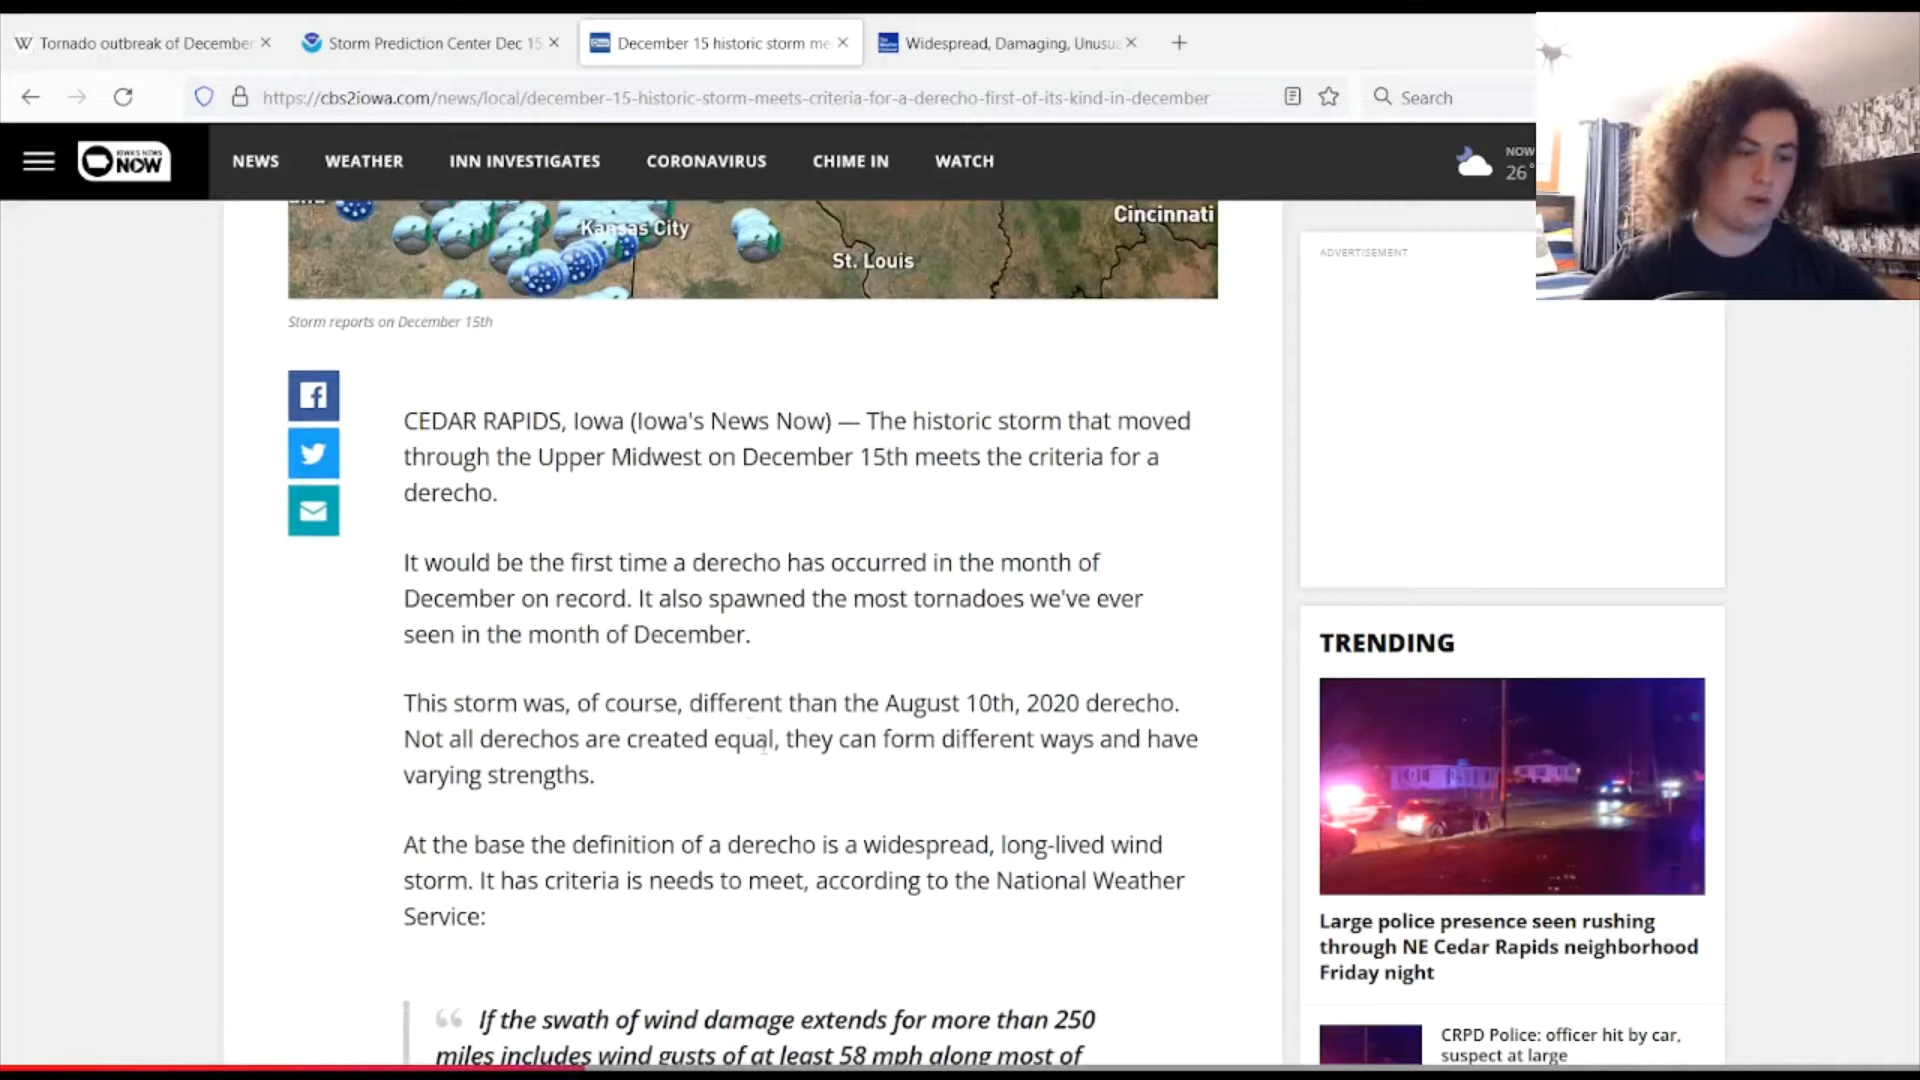 W Tornado outbreak of December
Storm Prediction Center Dec 15
December 15 historic storm me
Widespread, Damaging, Unusu
https://cbs2iowa.com/news/local/december-15-historic-storm-meets-criteria-for-a-derecho-first-of-its-kind-in-december
Search
IOWA'S NEWS
NOW
NEWS
WEATHER
INN INVESTIGATES
CORONAVIRUS
CHIME IN
WATCH
NOW
26°
Kansas City
St. Louis
Cincinnati
Storm reports on December 15th
ADVERTISEMENT
CEDAR RAPIDS, Iowa (Iowa's News Now) — The historic storm that moved
through the Upper Midwest on December 15th meets the criteria for a
derecho.
It would be the first time a derecho has occurred in the month of
December on record. It also spawned the most tornadoes we've ever
seen in the month of December.
This storm was, of course, different than the August 10th, 2020 derecho.
Not all derechos are created equal, they can form different ways and have
varying strengths.
At the base the definition of a derecho is a widespread, long-lived wind
storm. It has criteria is needs to meet, according to the National Weather
Service:
“ If the swath of wind damage extends for more than 250
miles includes wind gusts of at least 58 mph along most of
TRENDING
Large police presence seen rushing
through NE Cedar Rapids neighborhood
Friday night
CRPD Police: officer hit by car,
suspect at large